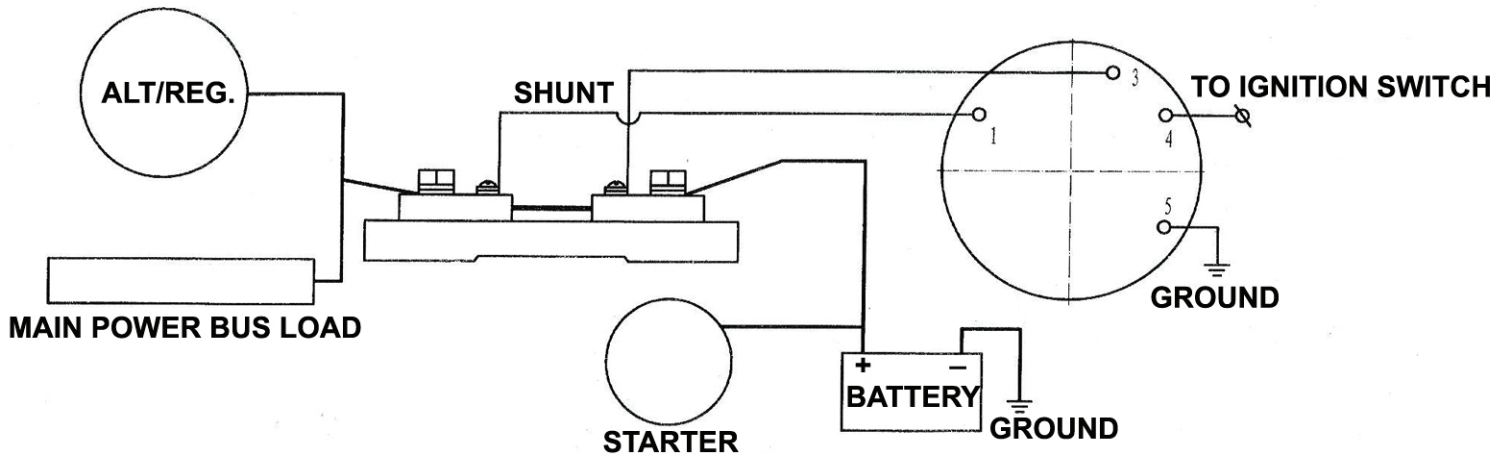 ALT/REG.
SHUNT
3
TO IGNITION SWITCH
1
4
5
GROUND
MAIN POWER BUS LOAD
+ −
BATTERY
GROUND
STARTER